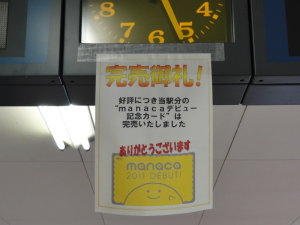 完売御礼!
好評につき当駅分の
"manacaデビュー
記念カード"は
完売いたしました
ありがとうございます
manaca
2011 DEBUT!